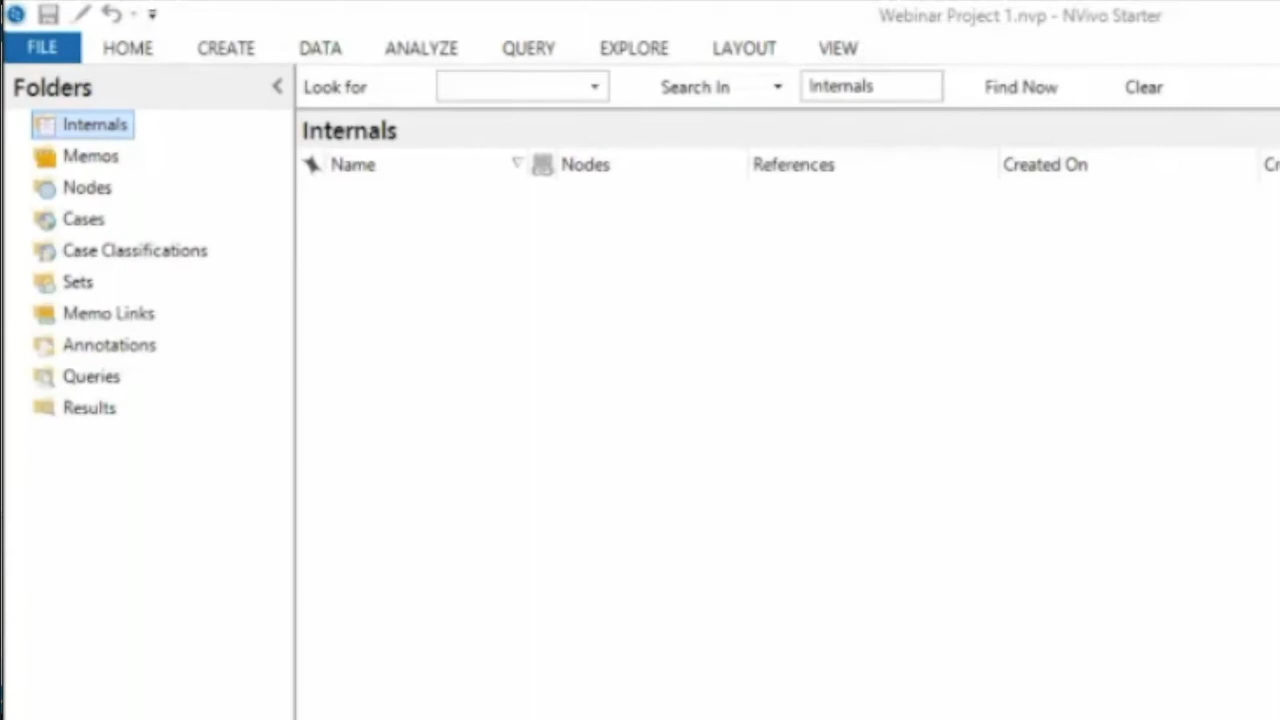 Webinar Project 1.nvp - NVivo Starter
FILE HOME CREATE DATA ANALYZE QUERY EXPLORE LAYOUT VIEW
Folders
Look for Search In Internals Find Now Clear
Internals
Memos
Nodes
Cases
Case Classifications
Sets
Memo Links
Annotations
Queries
Results
Internals
Name Nodes References Created On Cr